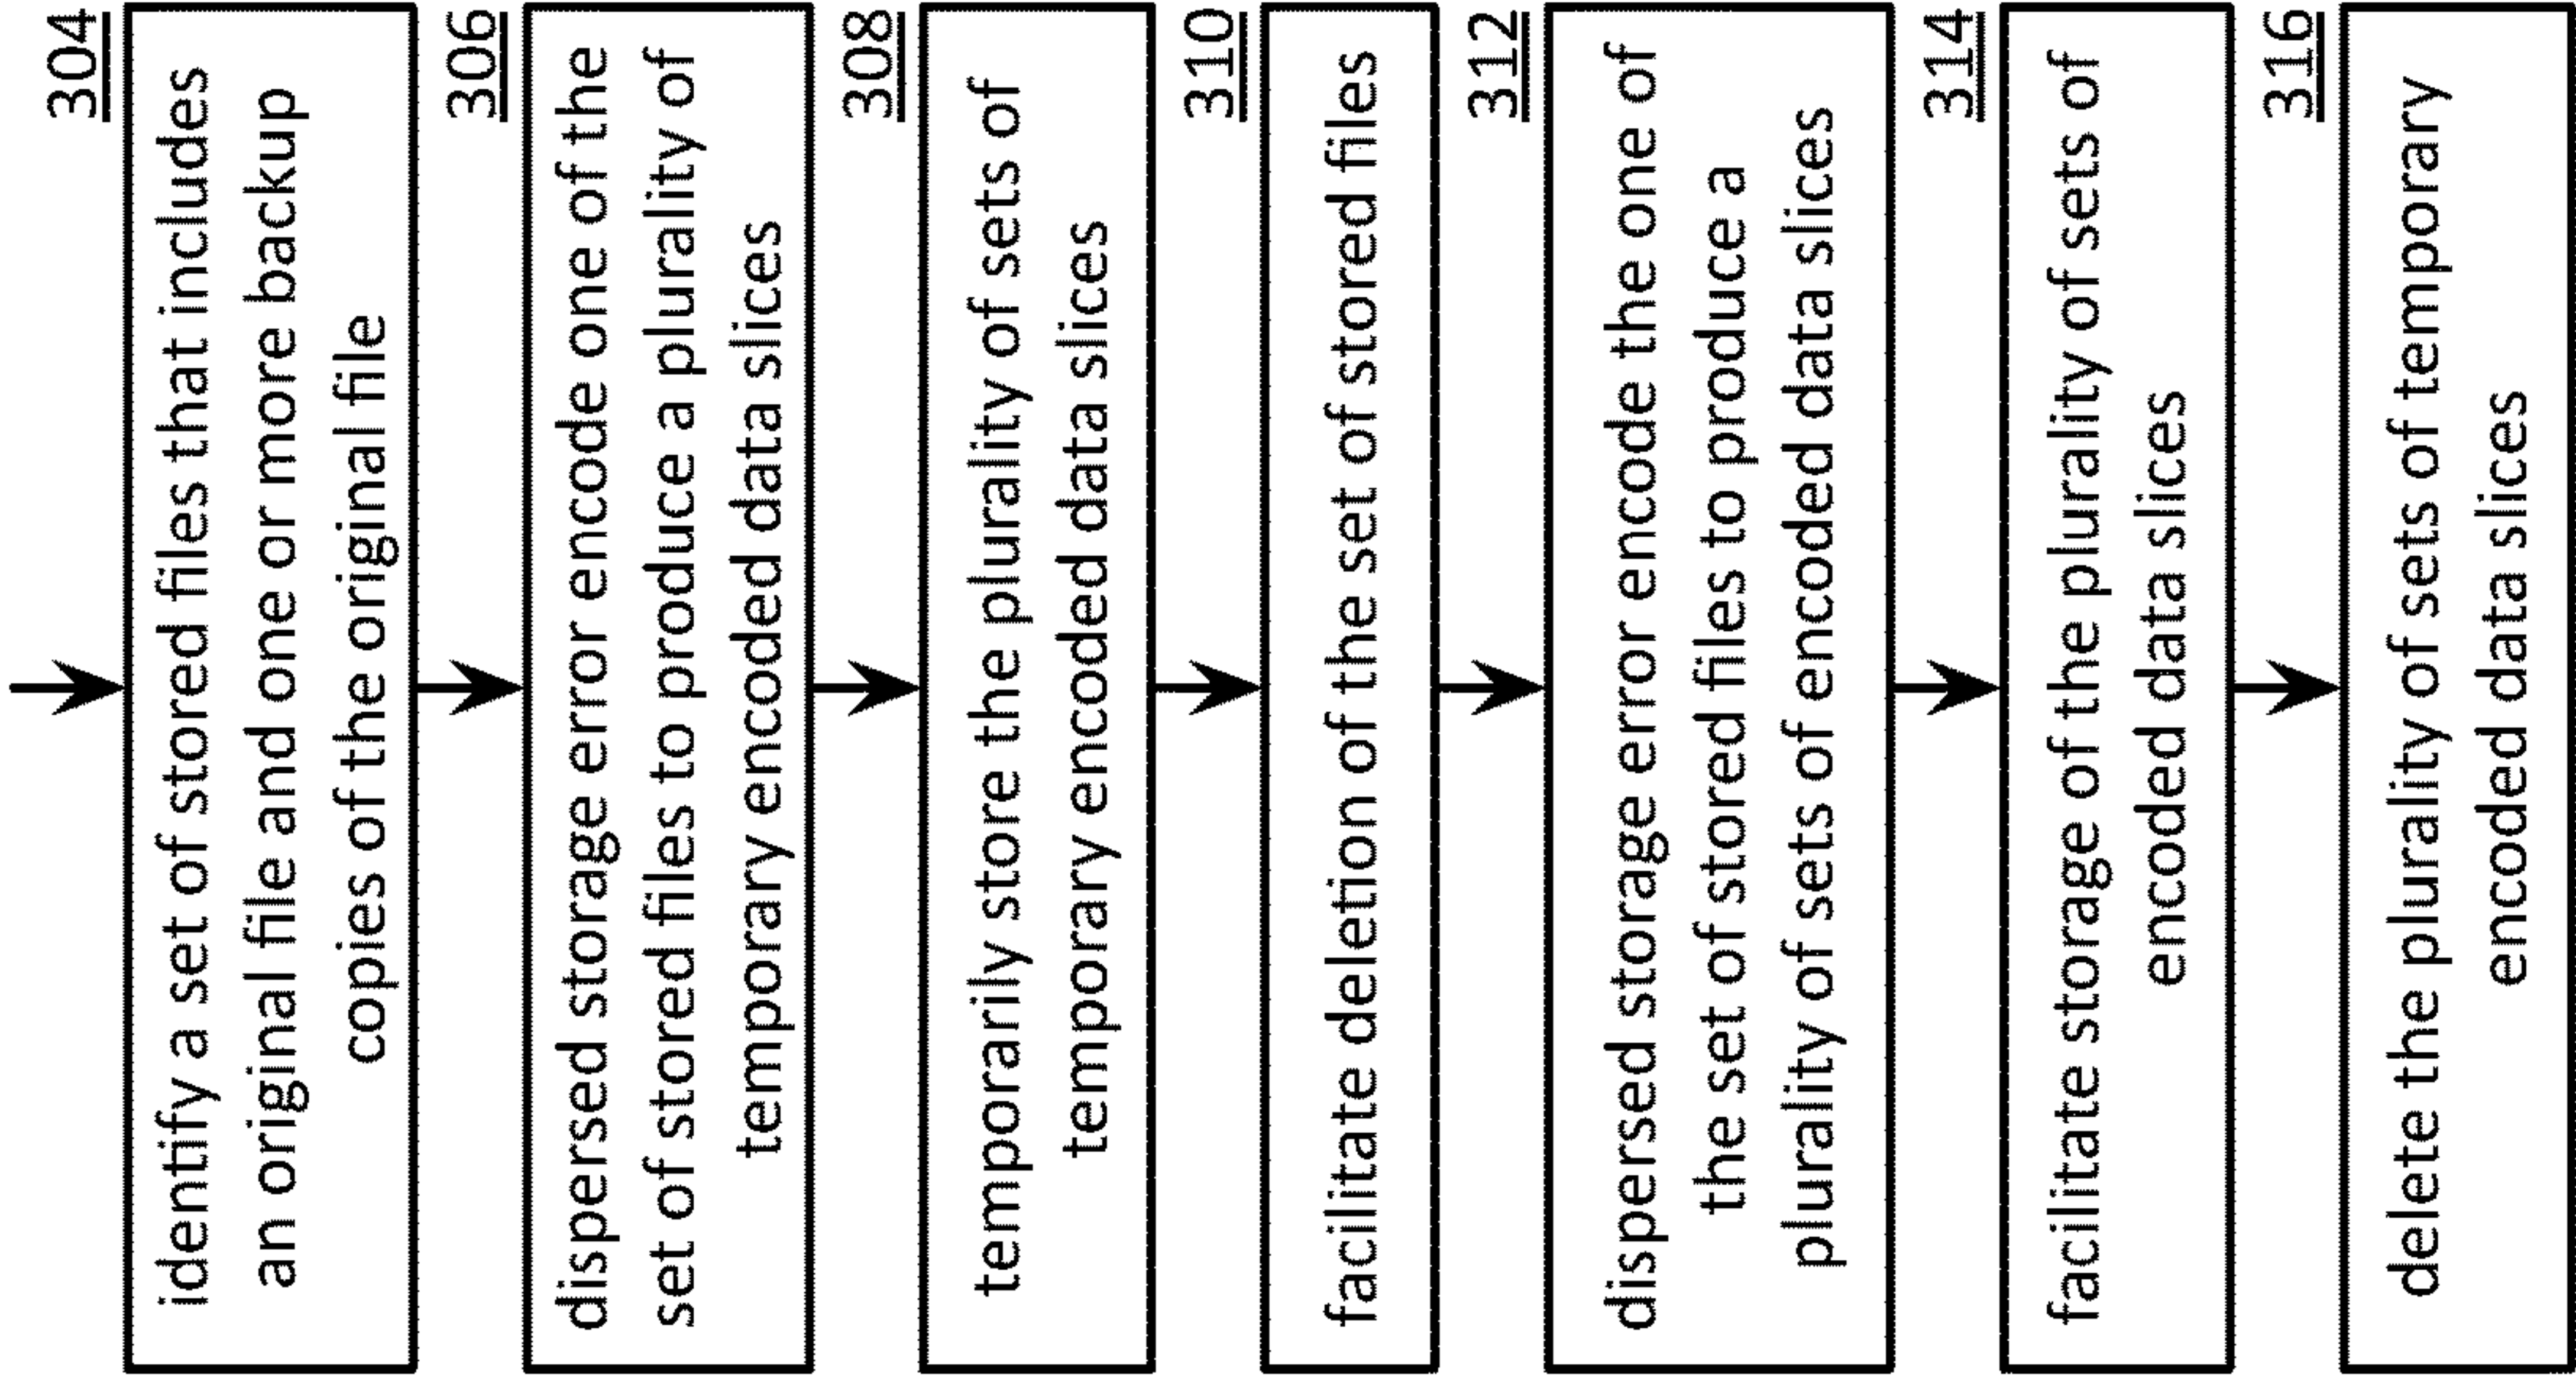 304
identify a set of stored files that includes
an original file and one or more backup
copies of the original file
306
dispersed storage error encode one of the
set of stored files to produce a plurality of
temporary encoded data slices
308
temporarily store the plurality of sets of
temporary encoded data slices
310
facilitate deletion of the set of stored files
312
dispersed storage error encode the one of
the set of stored files to produce a
plurality of sets of encoded data slices
314
facilitate storage of the plurality of sets of
encoded data slices
316
delete the plurality of sets of temporary
encoded data slices